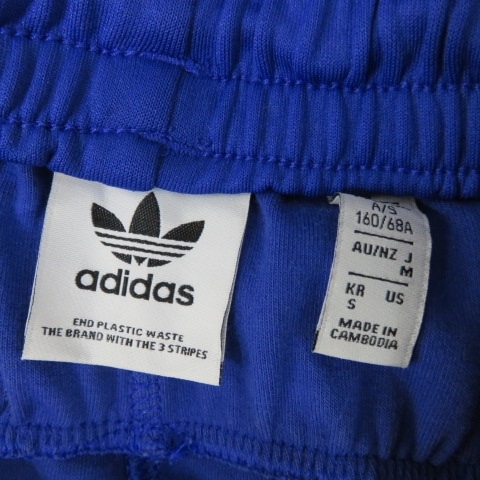 adidas
END PLASTIC WASTE
THE BRAND WITH THE 3 STRIPES
A/S
160/68A
AU/NZ J
M
KR US
S
MADE IN
CAMBODIA